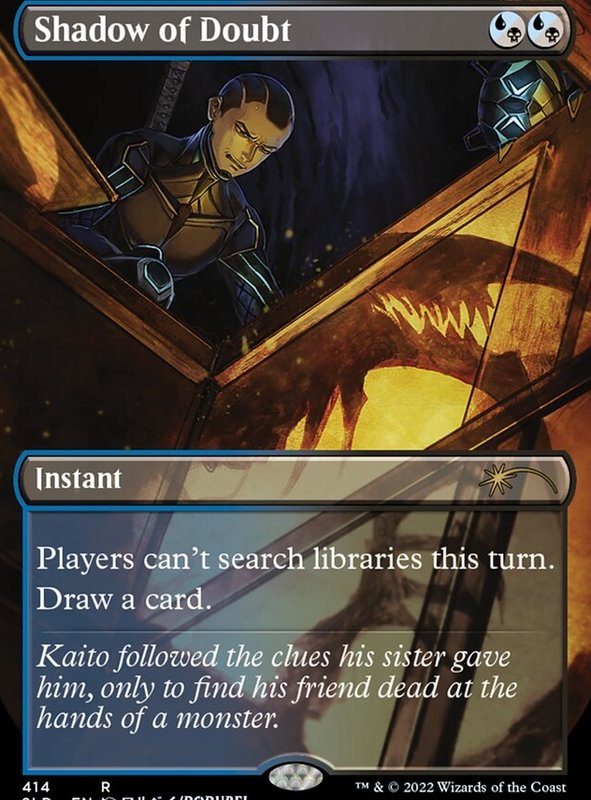 Shadow of Doubt
Instant
Players can't search libraries this turn.
Draw a card.
Kaito followed the clues his sister gave
him, only to find his friend dead at the
hands of a monster.
414 R
™ & © 2022 Wizards of the Coast